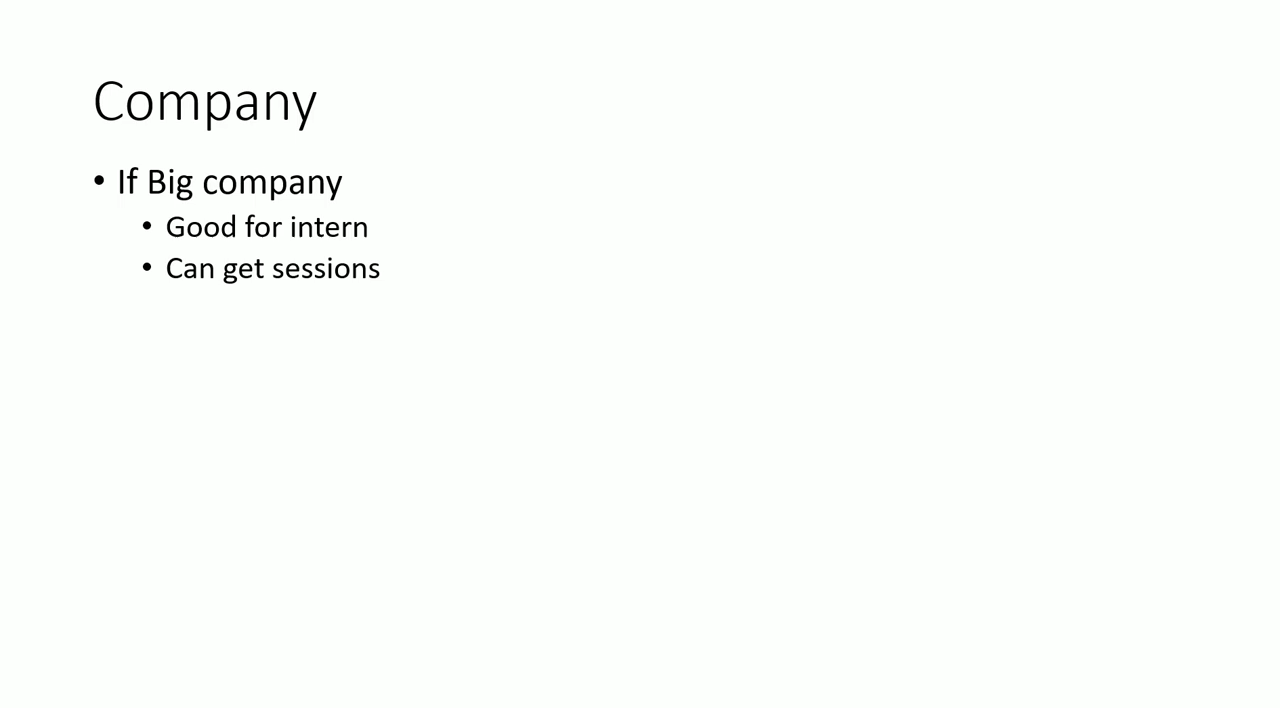 Company
• If Big company
• Good for intern
• Can get sessions